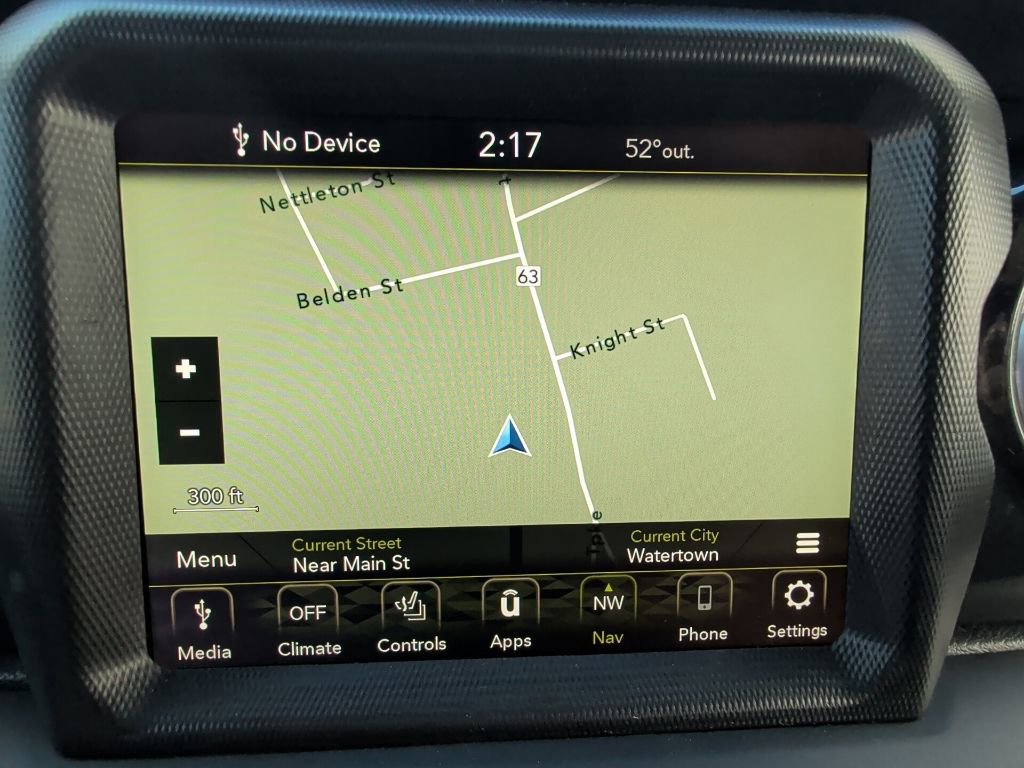 No Device
2:17
52° out.
Nettleton St
63
Belden St
Knight St
+
-
300 ft
Tpke
Menu
Current Street
Near Main St
Current City
Watertown
OFF
NW
Media
Climate
Controls
Apps
Nav
Phone
Settings